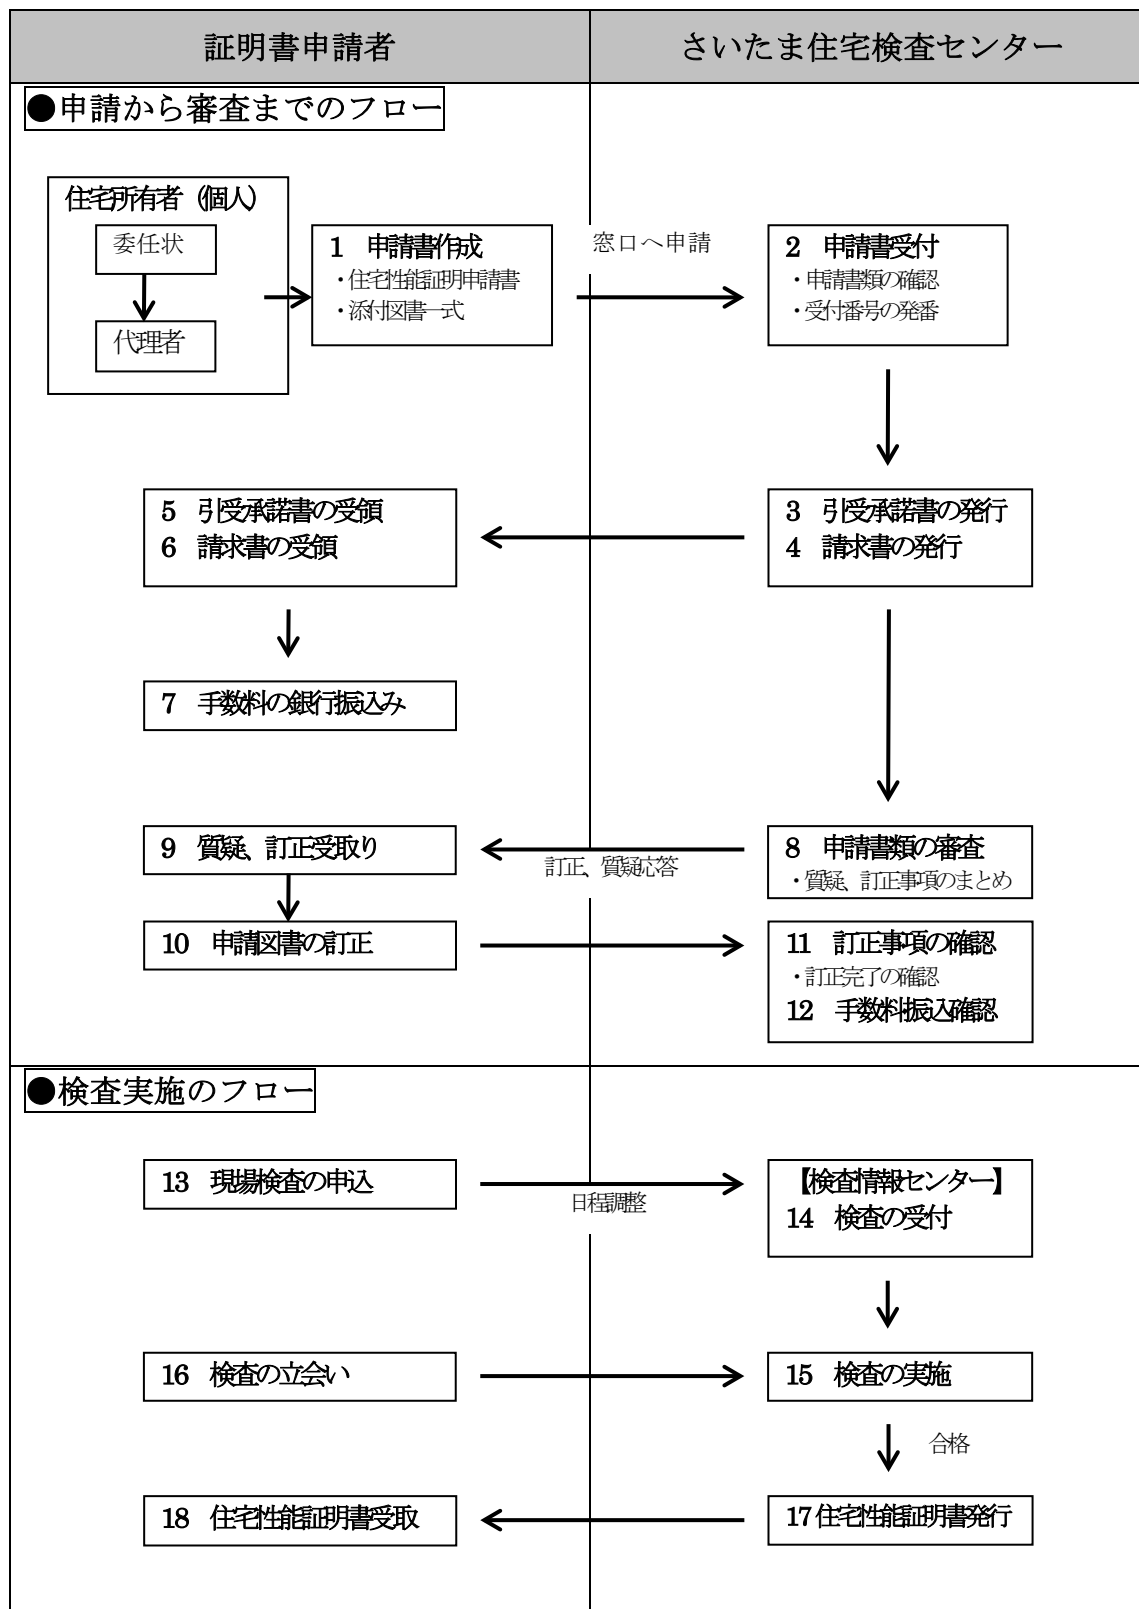 証明書申請者
さいたま住宅検査センター
●申請から審査までのフロー
住宅所有者（個人）
委任状
代理者
1　申請書作成
・住宅性能証明申請書
・添付図書一式
窓口へ申請
2　申請書受付
・申請書類の確認
・受付番号の発番
5　引受承諾書の受領
6　請求書の受領
3　引受承諾書の発行
4　請求書の発行
7　手数料の銀行振込み
9　質疑、訂正受取り
訂正、質疑応答
8　申請書類の審査
・質疑、訂正事項のまとめ
10　申請図書の訂正
11　訂正事項の確認
・訂正完了の確認
12　手数料振込確認
●検査実施のフロー
13　現場検査の申込
日程調整
【検査情報センター】
14　検査の受付
16　検査の立会い
15　検査の実施
合格
18　住宅性能証明書受取
17住宅性能証明書発行